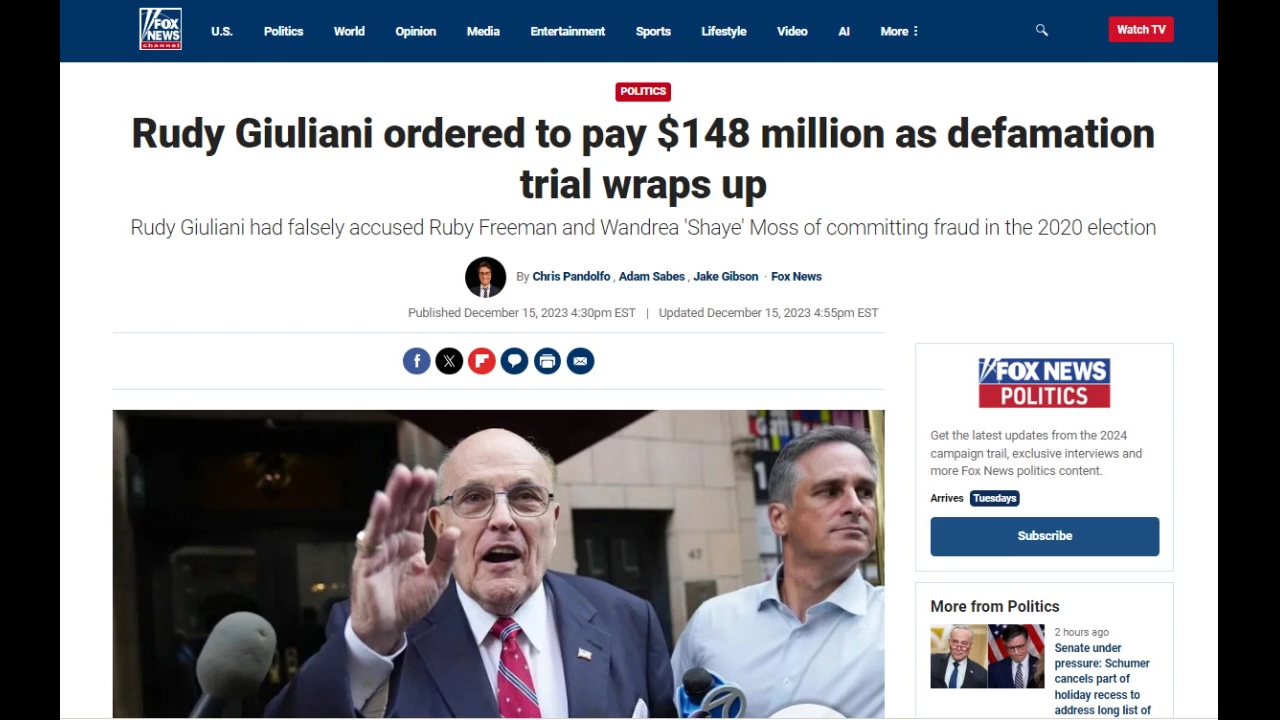 FOX
NEWS
channel
U.S. Politics World Opinion Media Entertainment Sports Lifestyle Video AI More
Watch TV
POLITICS
Rudy Giuliani ordered to pay $148 million as defamation
trial wraps up
Rudy Giuliani had falsely accused Ruby Freeman and Wandrea 'Shaye' Moss of committing fraud in the 2020 election
By Chris Pandolfo , Adam Sabes , Jake Gibson · Fox News
Published December 15, 2023 4:30pm EST | Updated December 15, 2023 4:55pm EST
f X
FOX NEWS
POLITICS
Get the latest updates from the 2024
campaign trail, exclusive interviews and
more Fox News politics content.
Arrives Tuesdays
Subscribe
47
7
More from Politics
2 hours ago
Senate under
pressure: Schumer
cancels part of
holiday recess to
address long list of